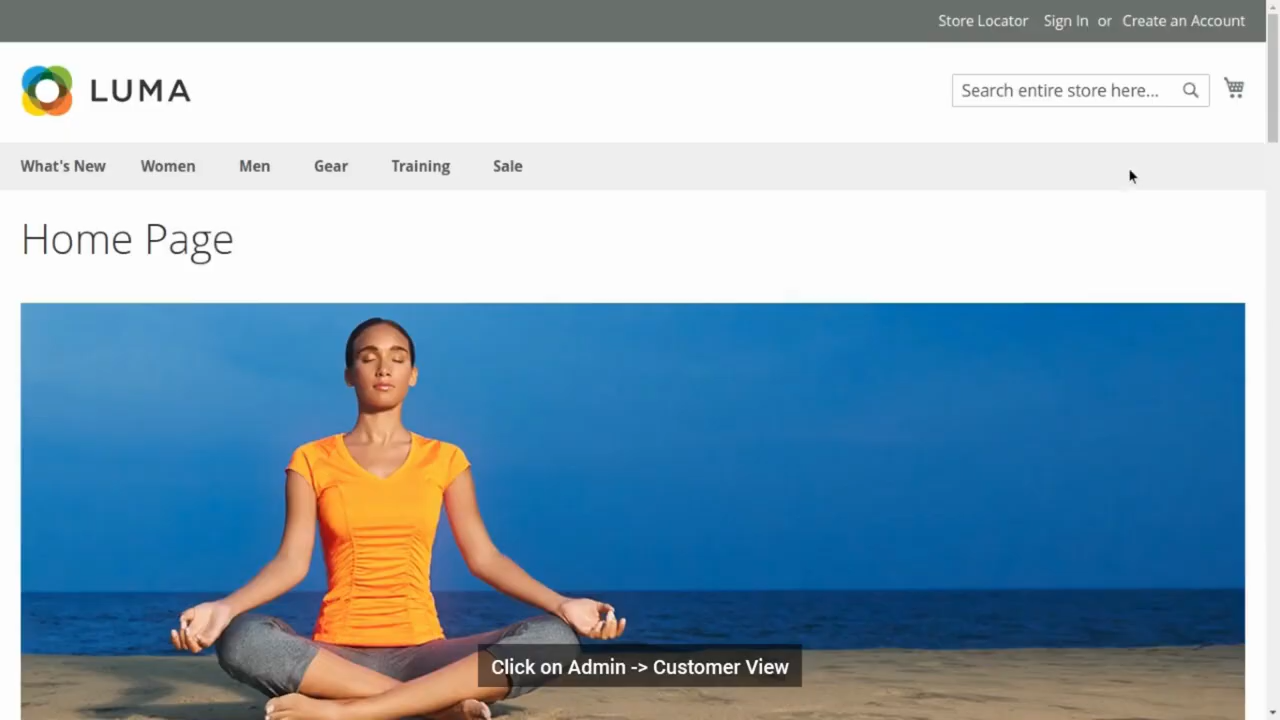 Store Locator Sign In or Create an Account
LUMA
Search entire store here...
What's New Women Men Gear Training Sale
Home Page
Click on Admin -> Customer View